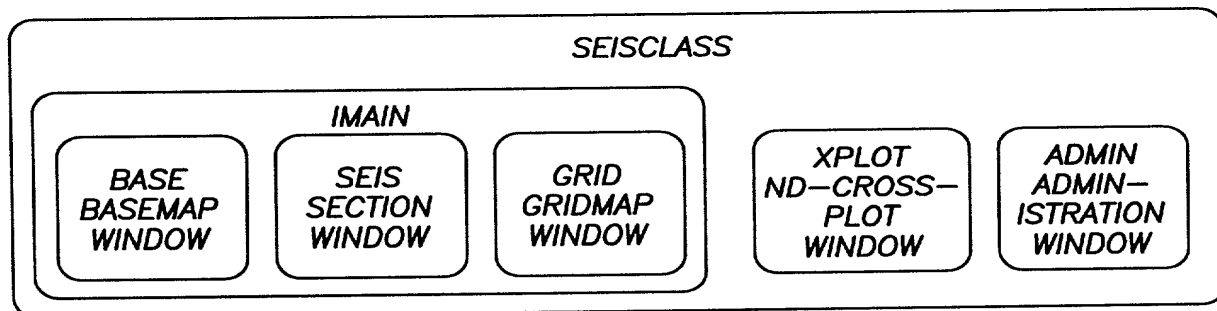 SEISCLASS
IMAIN
BASE
BASEMAP
WINDOW
SEIS
SECTION
WINDOW
GRID
GRIDMAP
WINDOW
XPLOT
ND-CROSS-
PLOT
WINDOW
ADMIN
ADMIN-
ISTRATION
WINDOW